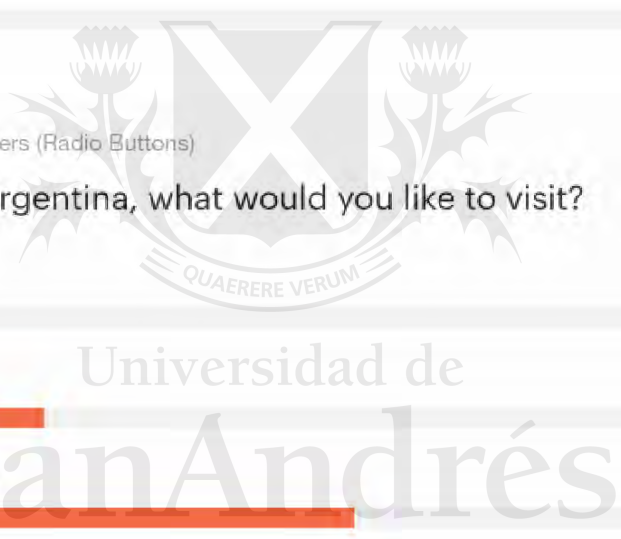 ers (Radio Buttons)
rgentina, what would you like to visit?
QUAERERE VERUM
Universidad de
anAndrés